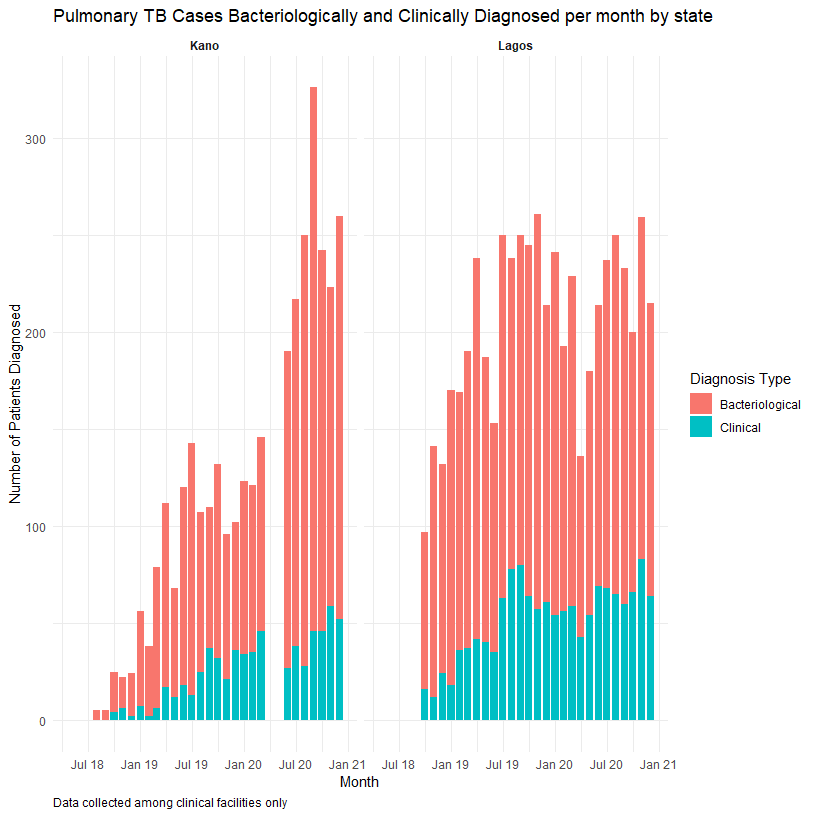 Pulmonary TB Cases Bacteriologically and Clinically Diagnosed per month by state
Kano
Lagos
Number of Patients Diagnosed
300
200
100
0
Jul 18 Jan 19 Jul 19 Jan 20 Jul 20 Jan 21
Jul 18 Jan 19 Jul 19 Jan 20 Jul 20 Jan 21
Month
Diagnosis Type
Bacteriological
Clinical
Data collected among clinical facilities only